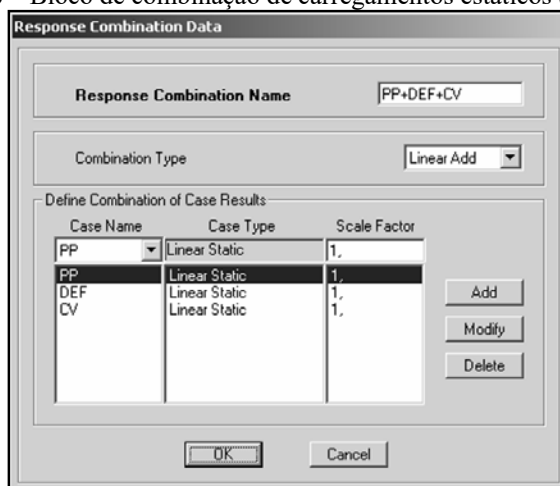 Bloco de combinação de carregamentos estáticos
Response Combination Data
Response Combination Name PP+DEF+CV
Combination Type Linear Add
Define Combination of Case Results
Case Name Case Type Scale Factor
PP Linear Static 1,
PP Linear Static 1,
DEF Linear Static 1,
CV Linear Static 1,
Add
Modify
Delete
OK Cancel